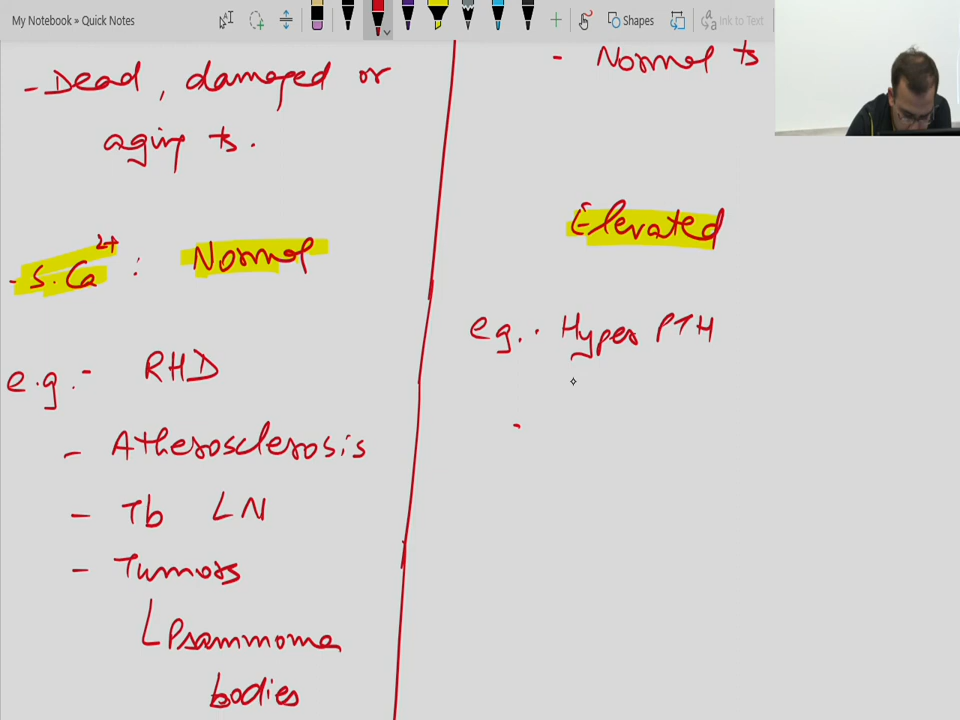 My Notebook » Quick Notes
Shapes
Ink to Text
- Dead, damaged or
aging ts.
- S.Ca2+ : Normal
e.g.- RHD
- Atherosclerosis
- Tb LN
- Tumors
Psammoma
bodies
- Normal ts
Elevated
eg.. Hyper PTH